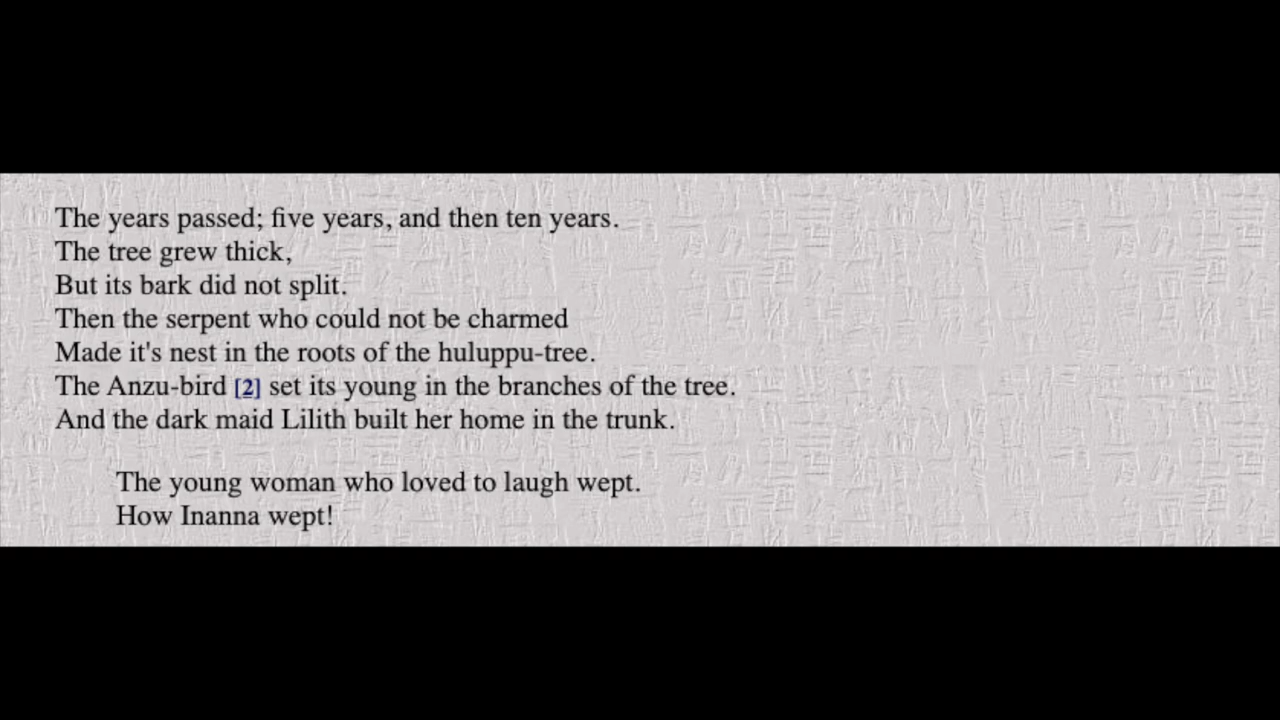 The years passed; five years, and then ten years.
The tree grew thick,
But its bark did not split.
Then the serpent who could not be charmed
Made it's nest in the roots of the huluppu-tree.
The Anzu-bird [2] set its young in the branches of the tree.
And the dark maid Lilith built her home in the trunk.
The young woman who loved to laugh wept.
How Inanna wept!